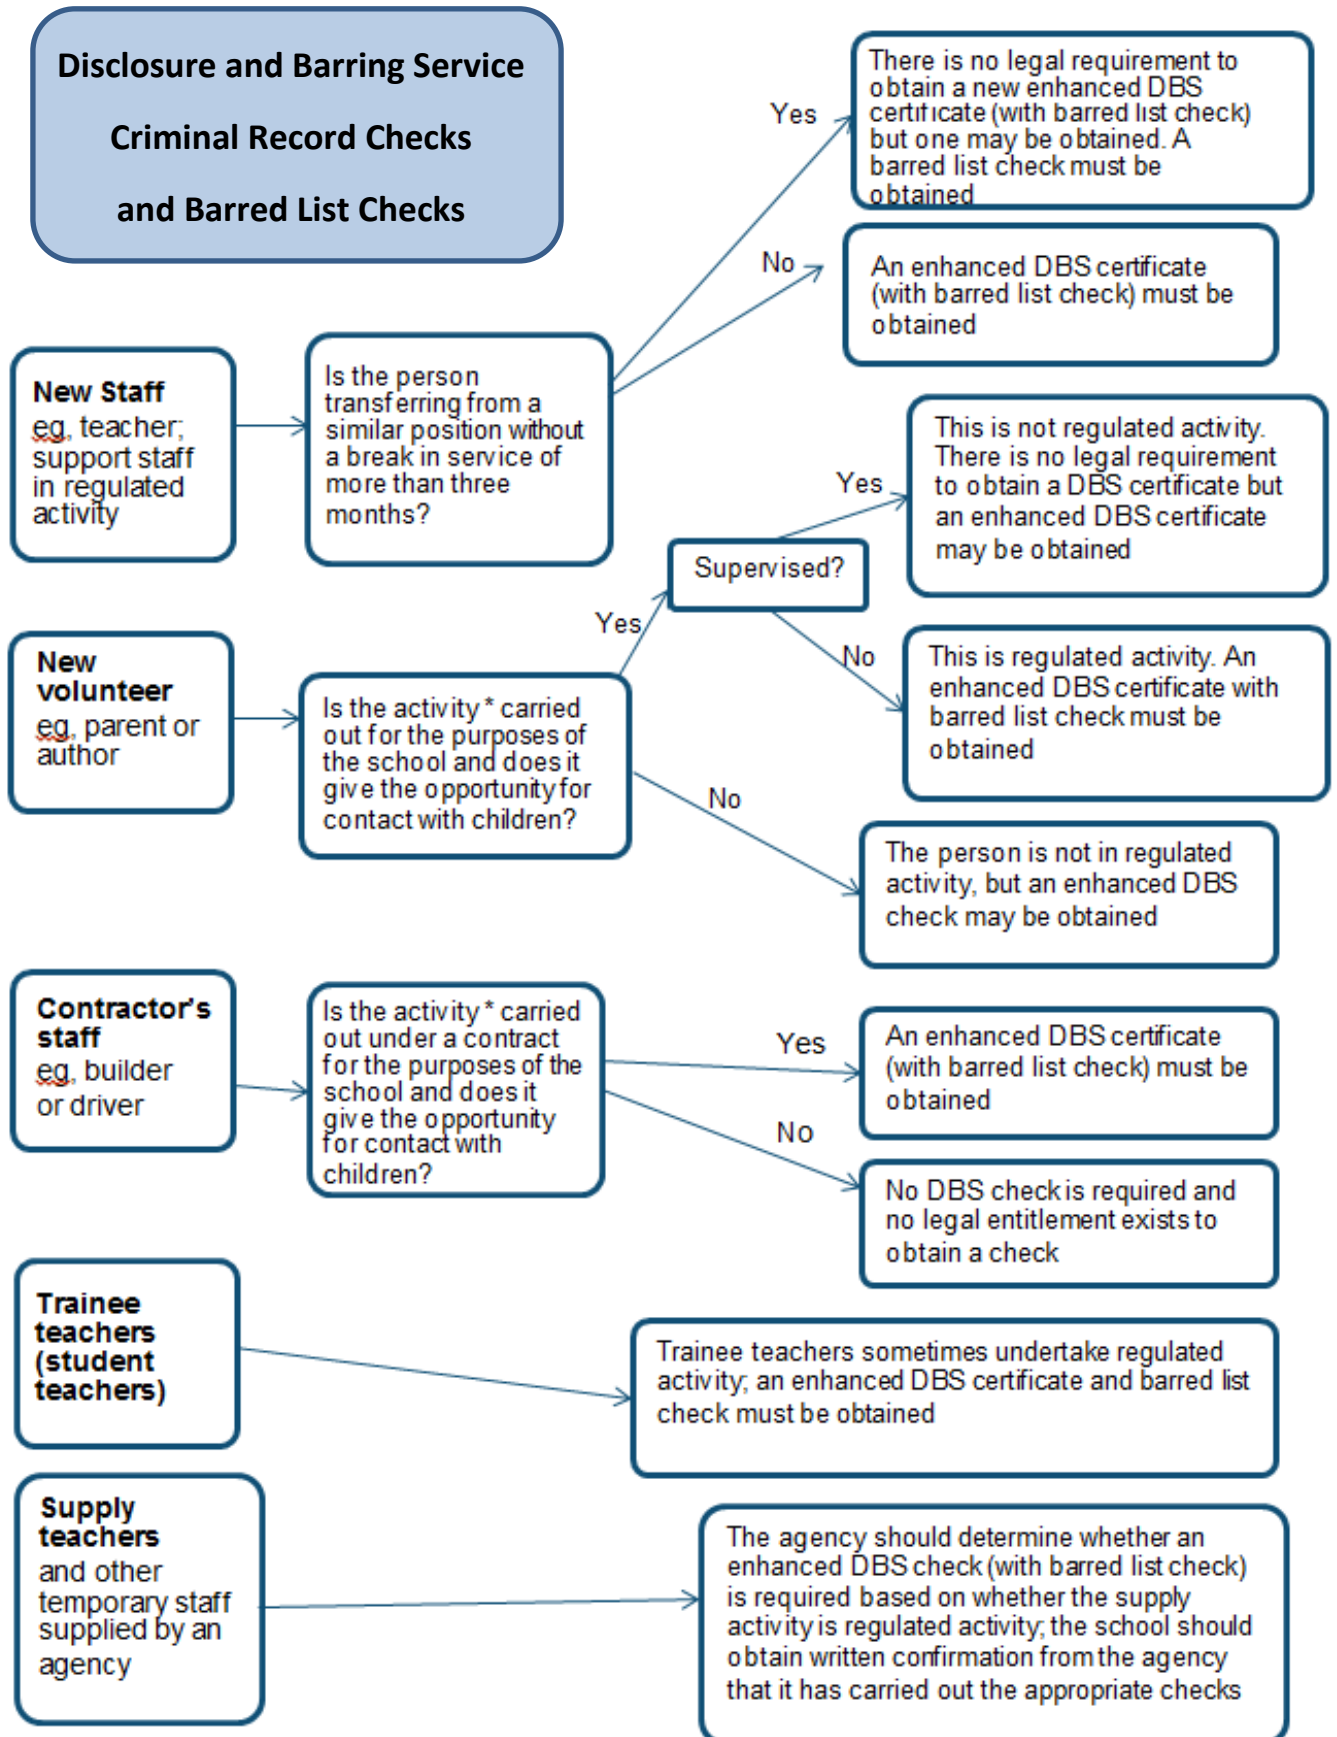 Disclosure and Barring Service
Criminal Record Checks
and Barred List Checks
There is no legal requirement to
obtain a new enhanced DBS
certificate (with barred list check)
but one may be obtained. A
barred list check must be
obtained
Yes
No
An enhanced DBS certificate
(with barred list check) must be
obtained
New Staff
eg, teacher;
support staff
in regulated
activity
Is the person
transferring from a
similar position without
a break in service of
more than three
months?
This is not regulated activity.
There is no legal requirement
to obtain a DBS certificate but
an enhanced DBS certificate
may be obtained
Yes
Supervised?
Yes
No
This is regulated activity. An
enhanced DBS certificate with
barred list check must be
obtained
New
volunteer
eg, parent or
author
Is the activity * carried
out for the purposes of
the school and does it
give the opportunity for
contact with children?
No
The person is not in regulated
activity, but an enhanced DBS
check may be obtained
Contractor's
staff
eg, builder
or driver
Is the activity * carried
out under a contract
for the purposes of the
school and does it
give the opportunity
for contact with
children?
Yes
An enhanced DBS certificate
(with barred list check) must be
obtained
No
No DBS check is required and
no legal entitlement exists to
obtain a check
Trainee
teachers
(student
teachers)
Trainee teachers sometimes undertake regulated
activity; an enhanced DBS certificate and barred list
check must be obtained
Supply
teachers
and other
temporary staff
supplied by an
agency
The agency should determine whether an
enhanced DBS check (with barred list check)
is required based on whether the supply
activity is regulated activity; the school should
obtain written confirmation from the agency
that it has carried out the appropriate checks